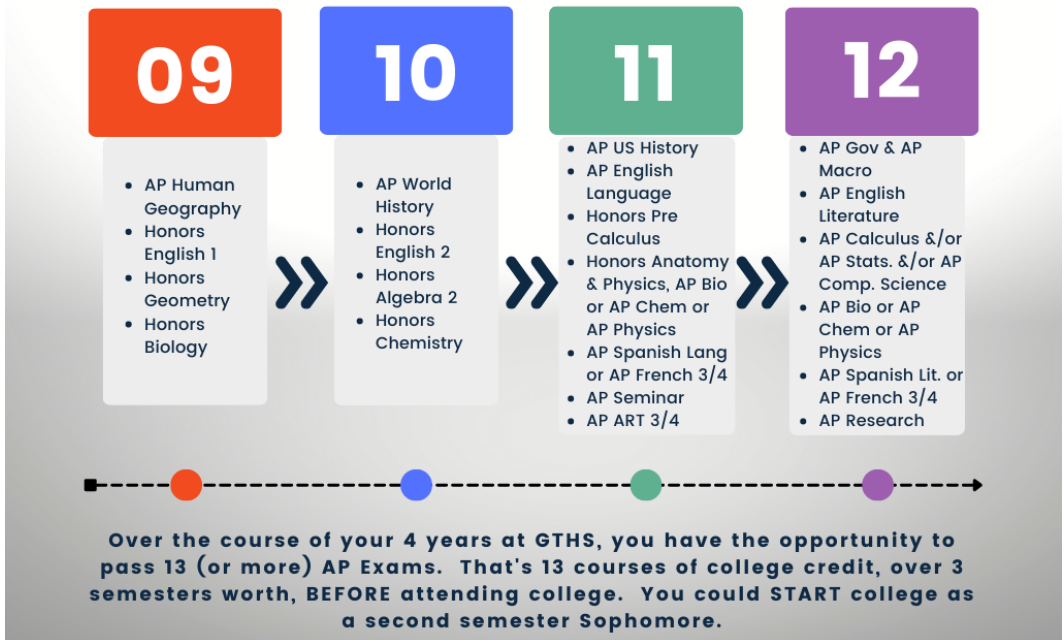 09
AP Human
Geography
Honors
English 1
Honors
Geometry
Honors
Biology
10
AP World
History
Honors
English 2
Honors
Algebra 2
Honors
Chemistry
11
AP US History
AP English
Language
Honors Pre
Calculus
Honors Anatomy
& Physics, AP Bio
or AP Chem or
AP Physics
AP Spanish Lang
or AP French 3/4
AP Seminar
AP ART 3/4
12
AP Gov & AP
Macro
AP English
Literature
AP Calculus &/or
AP Stats. &/or AP
Comp. Science
AP Bio or AP
Chem or AP
Physics
AP Spanish Lit. or
AP French 3/4
AP Research
Over the course of your 4 years at GTHS, you have the opportunity to
pass 13 (or more) AP Exams. That's 13 courses of college credit, over 3
semesters worth, BEFORE attending college. You could START college as
a second semester Sophomore.